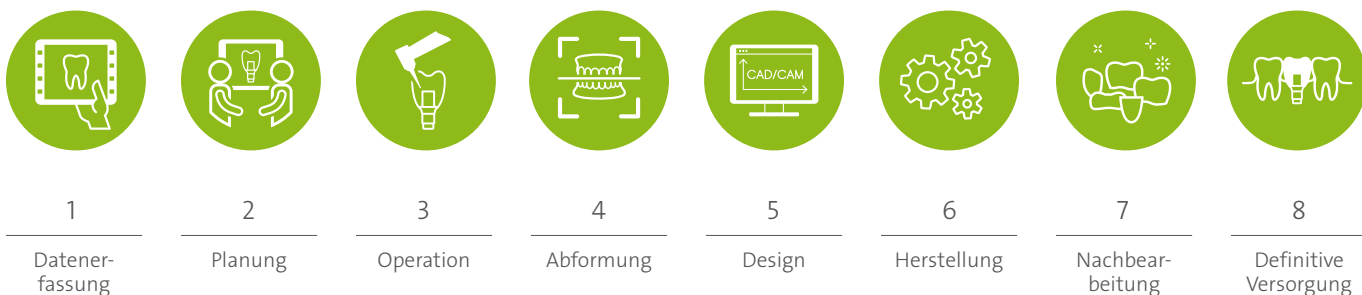 CAD/CAM
1
2
3
4
5
6
7
8
Datener-
fassung
Planung
Operation
Abformung
Design
Herstellung
Nachbear-
beitung
Definitive
Versorgung